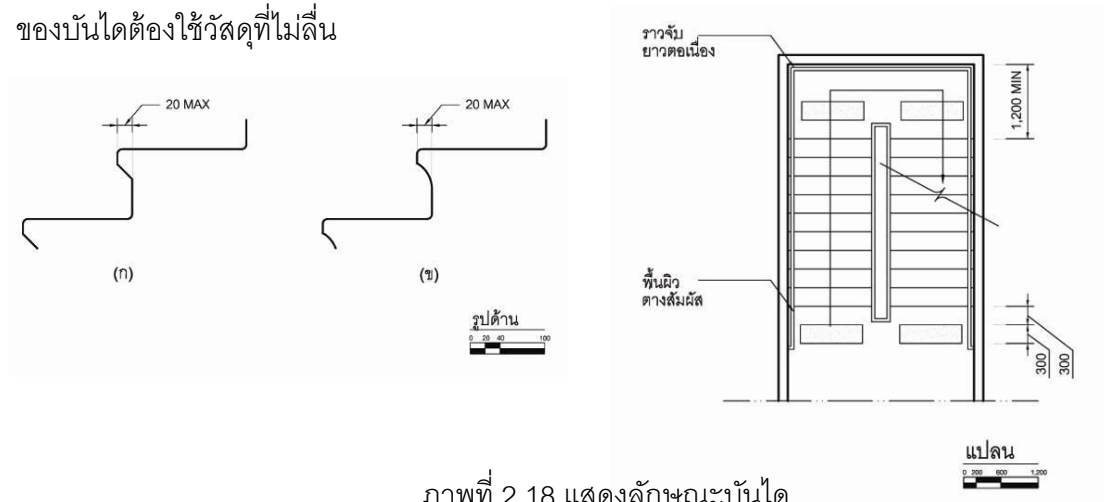 ของบันไดต้องใช้วัสดุที่ไม่ลื่น
20 MAX
20 MAX
(ก)
(ข)
รูปด้าน
0 20 40 100
ราวจับ
ยาวตอเนื่อง
1,200 MIN
พื้นผิว
ตางสัมผัส
300
300
แปลน
0 200 600 1,200
ภาพที่ 2.18 แสดงลักษณะบันได